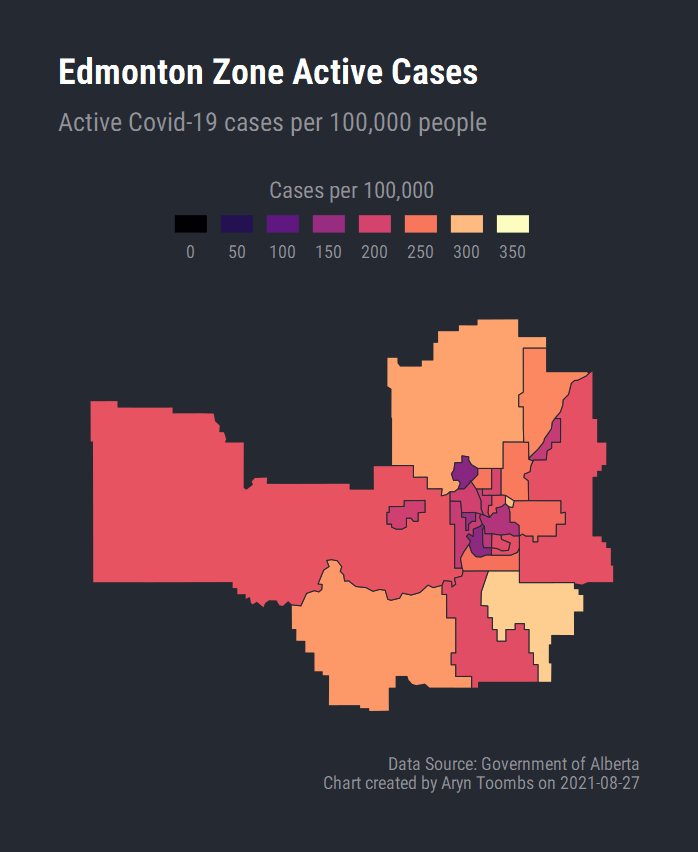 Edmonton Zone Active Cases
Active Covid-19 cases per 100,000 people
Cases per 100,000
0 50 100 150 200 250 300 350
Data Source: Government of Alberta
Chart created by Aryn Toombs on 2021-08-27